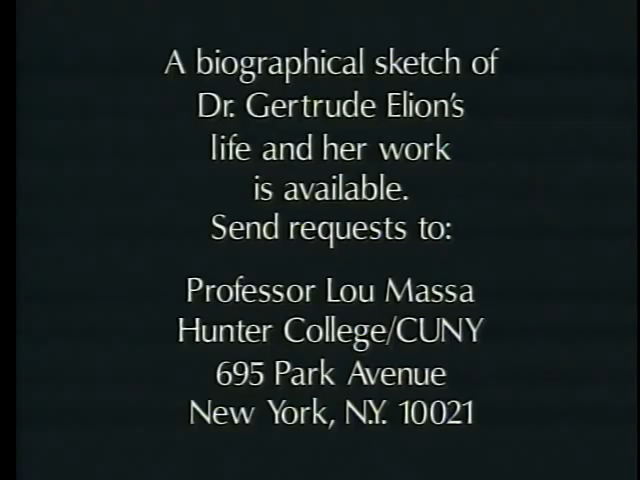 A biographical sketch of
Dr. Gertrude Elion's
life and her work
is available.
Send requests to:
Professor Lou Massa
Hunter College/CUNY
695 Park Avenue
New York, N.Y. 10021